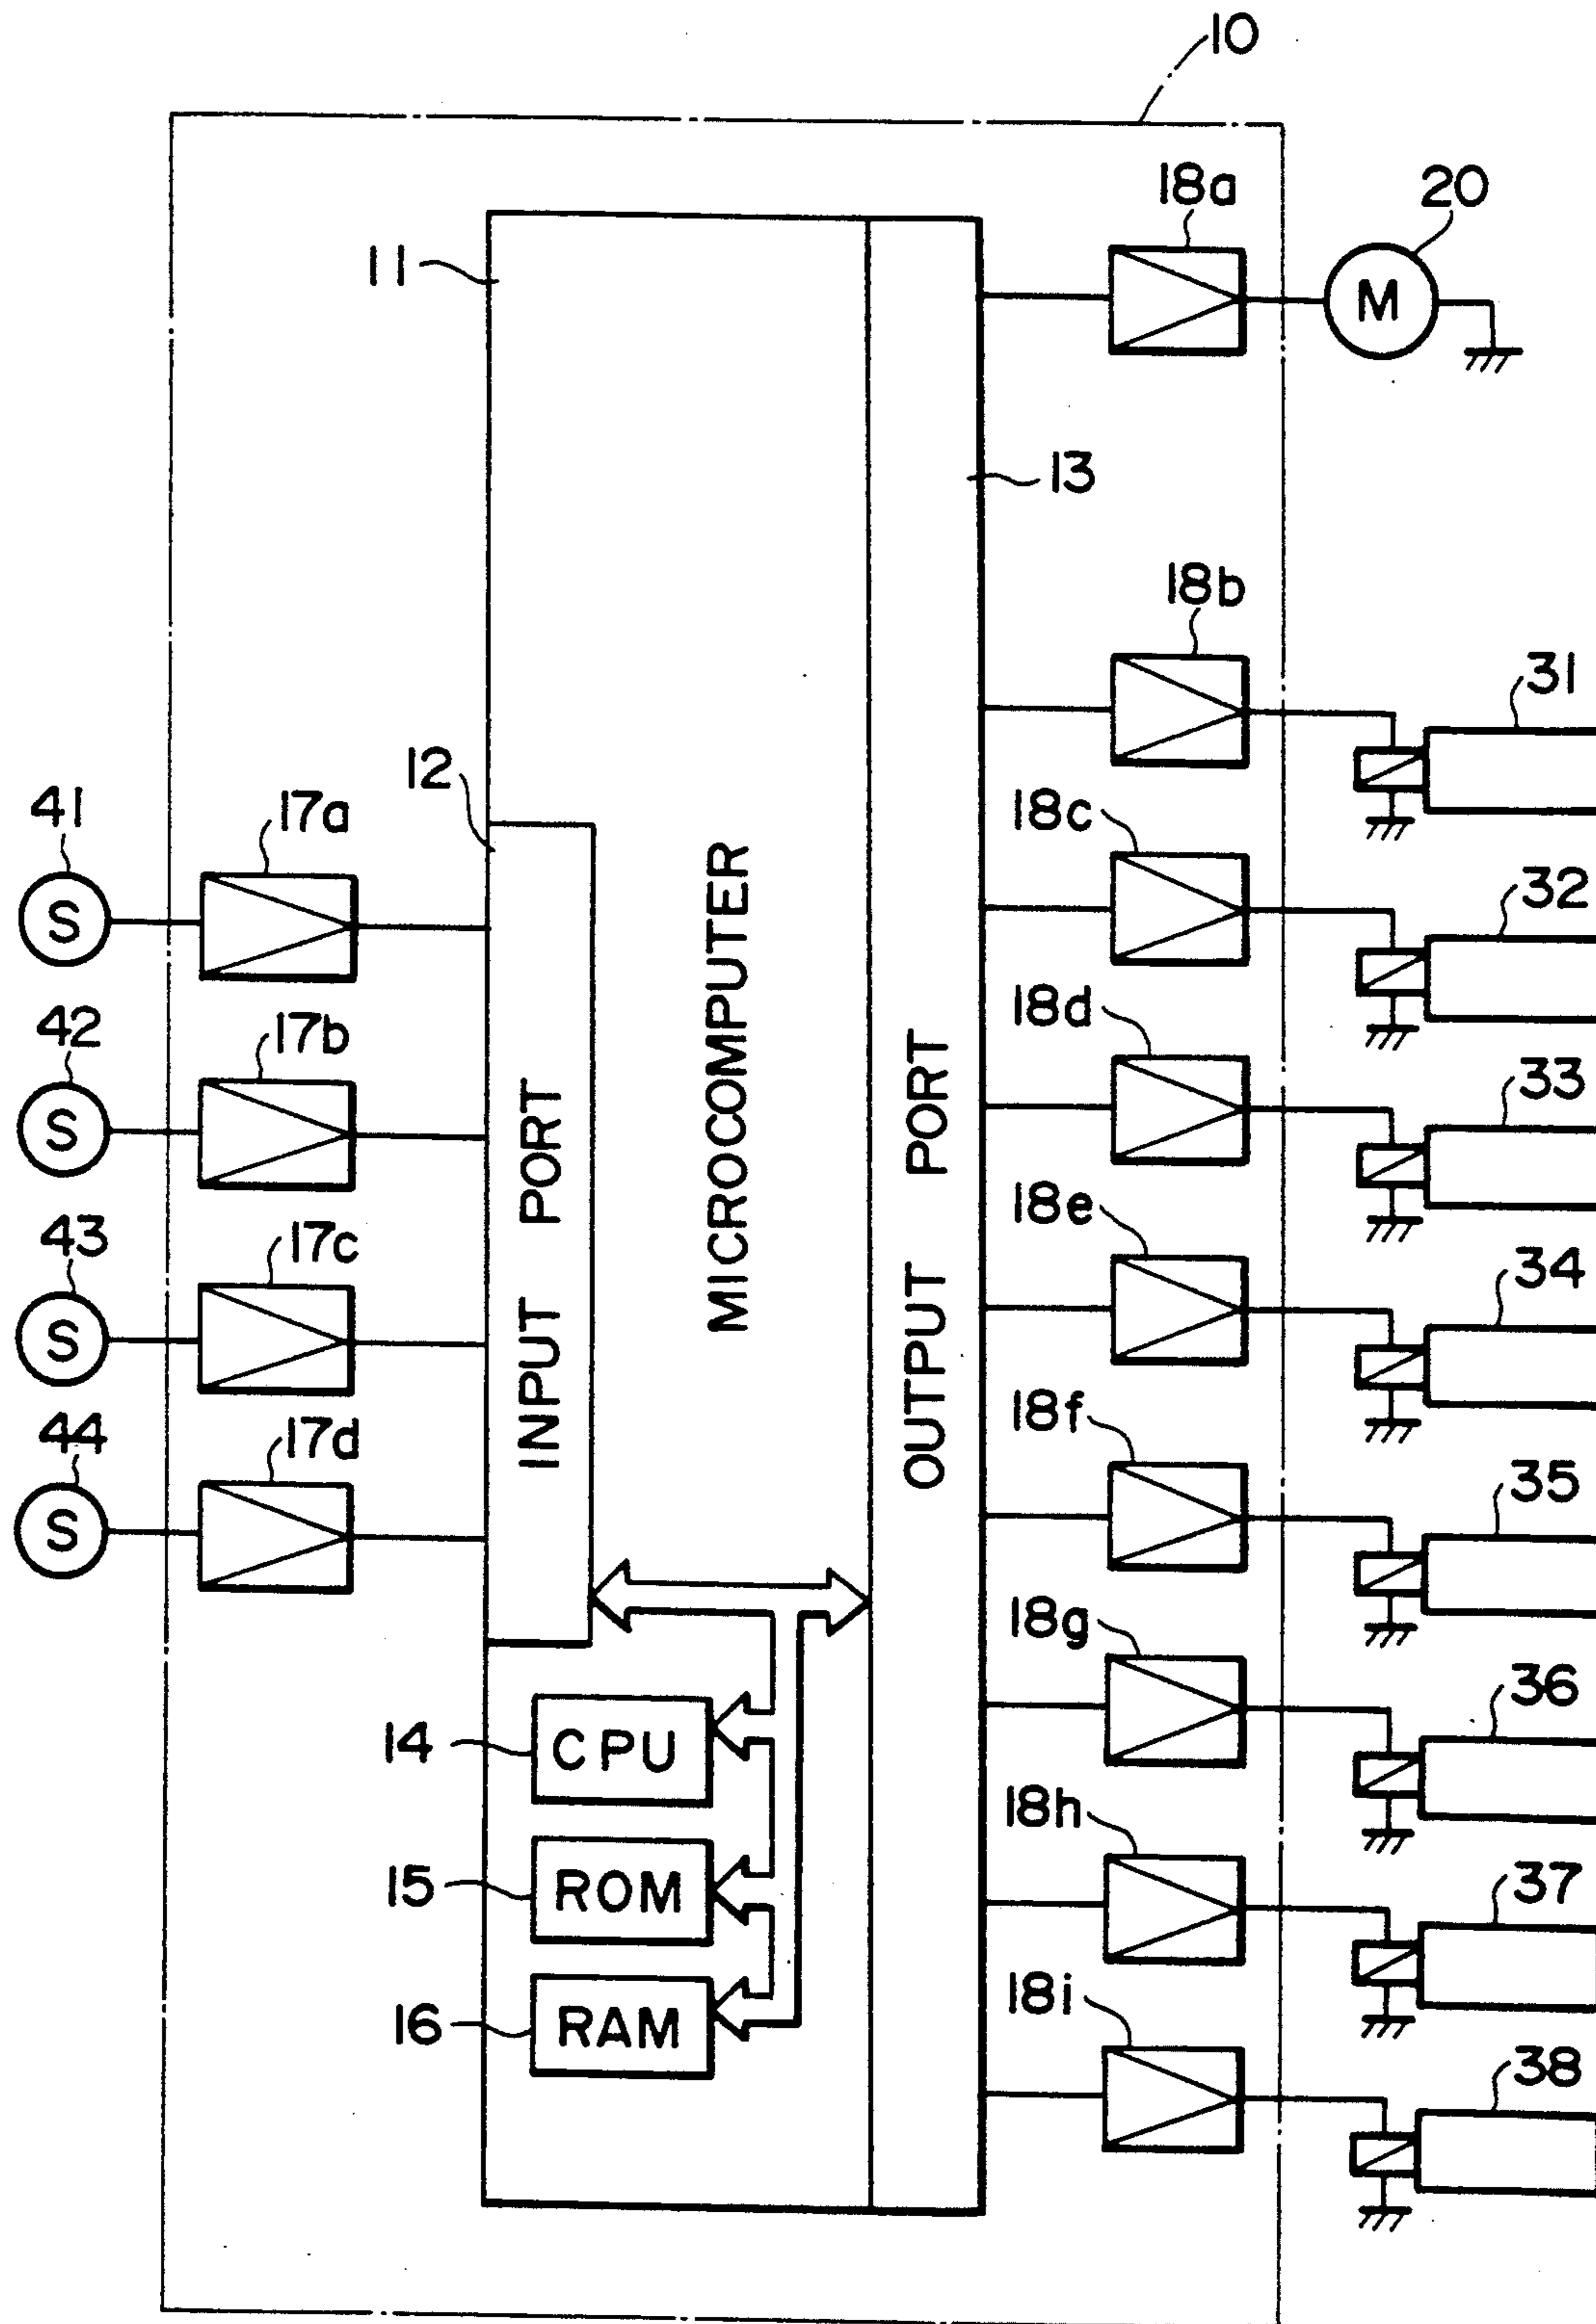 10
18a
20
11
M
13
18b
31
12
41
17a
18c
S
32
42
17b
18d
S
33
43
17c
18e
S
34
44
17d
18f
S
35
INPUT PORT
MICROCOMPUTER
OUTPUT PORT
18g
36
14
CPU
18h
15
ROM
37
18i
16
RAM
38